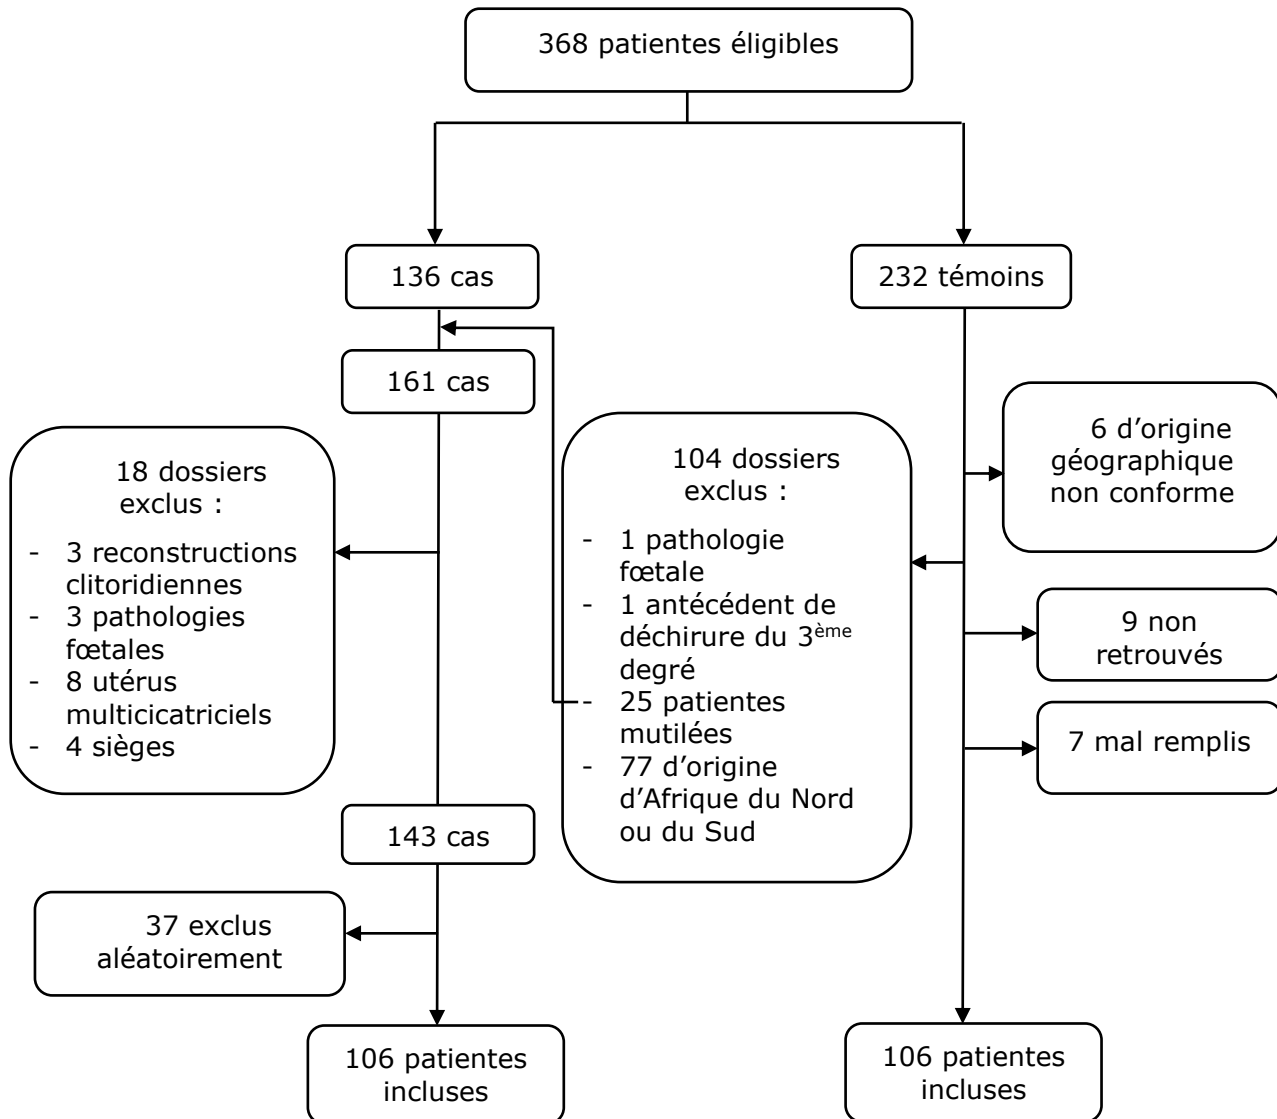 368 patientes éligibles
136 cas
232 témoins
161 cas
18 dossiers
exclus :
- 3 reconstructions
clitoridiennes
- 3 pathologies
fœtales
- 8 utérus
multicicatriciels
- 4 sièges
104 dossiers
exclus :
- 1 pathologie
fœtale
- 1 antécédent de
déchirure du 3ème
degré
- 25 patientes
mutilées
- 77 d’origine
d’Afrique du Nord
ou du Sud
6 d’origine
géographique
non conforme
9 non
retrouvés
7 mal remplis
143 cas
37 exclus
aléatoirement
106 patientes
incluses
106 patientes
incluses